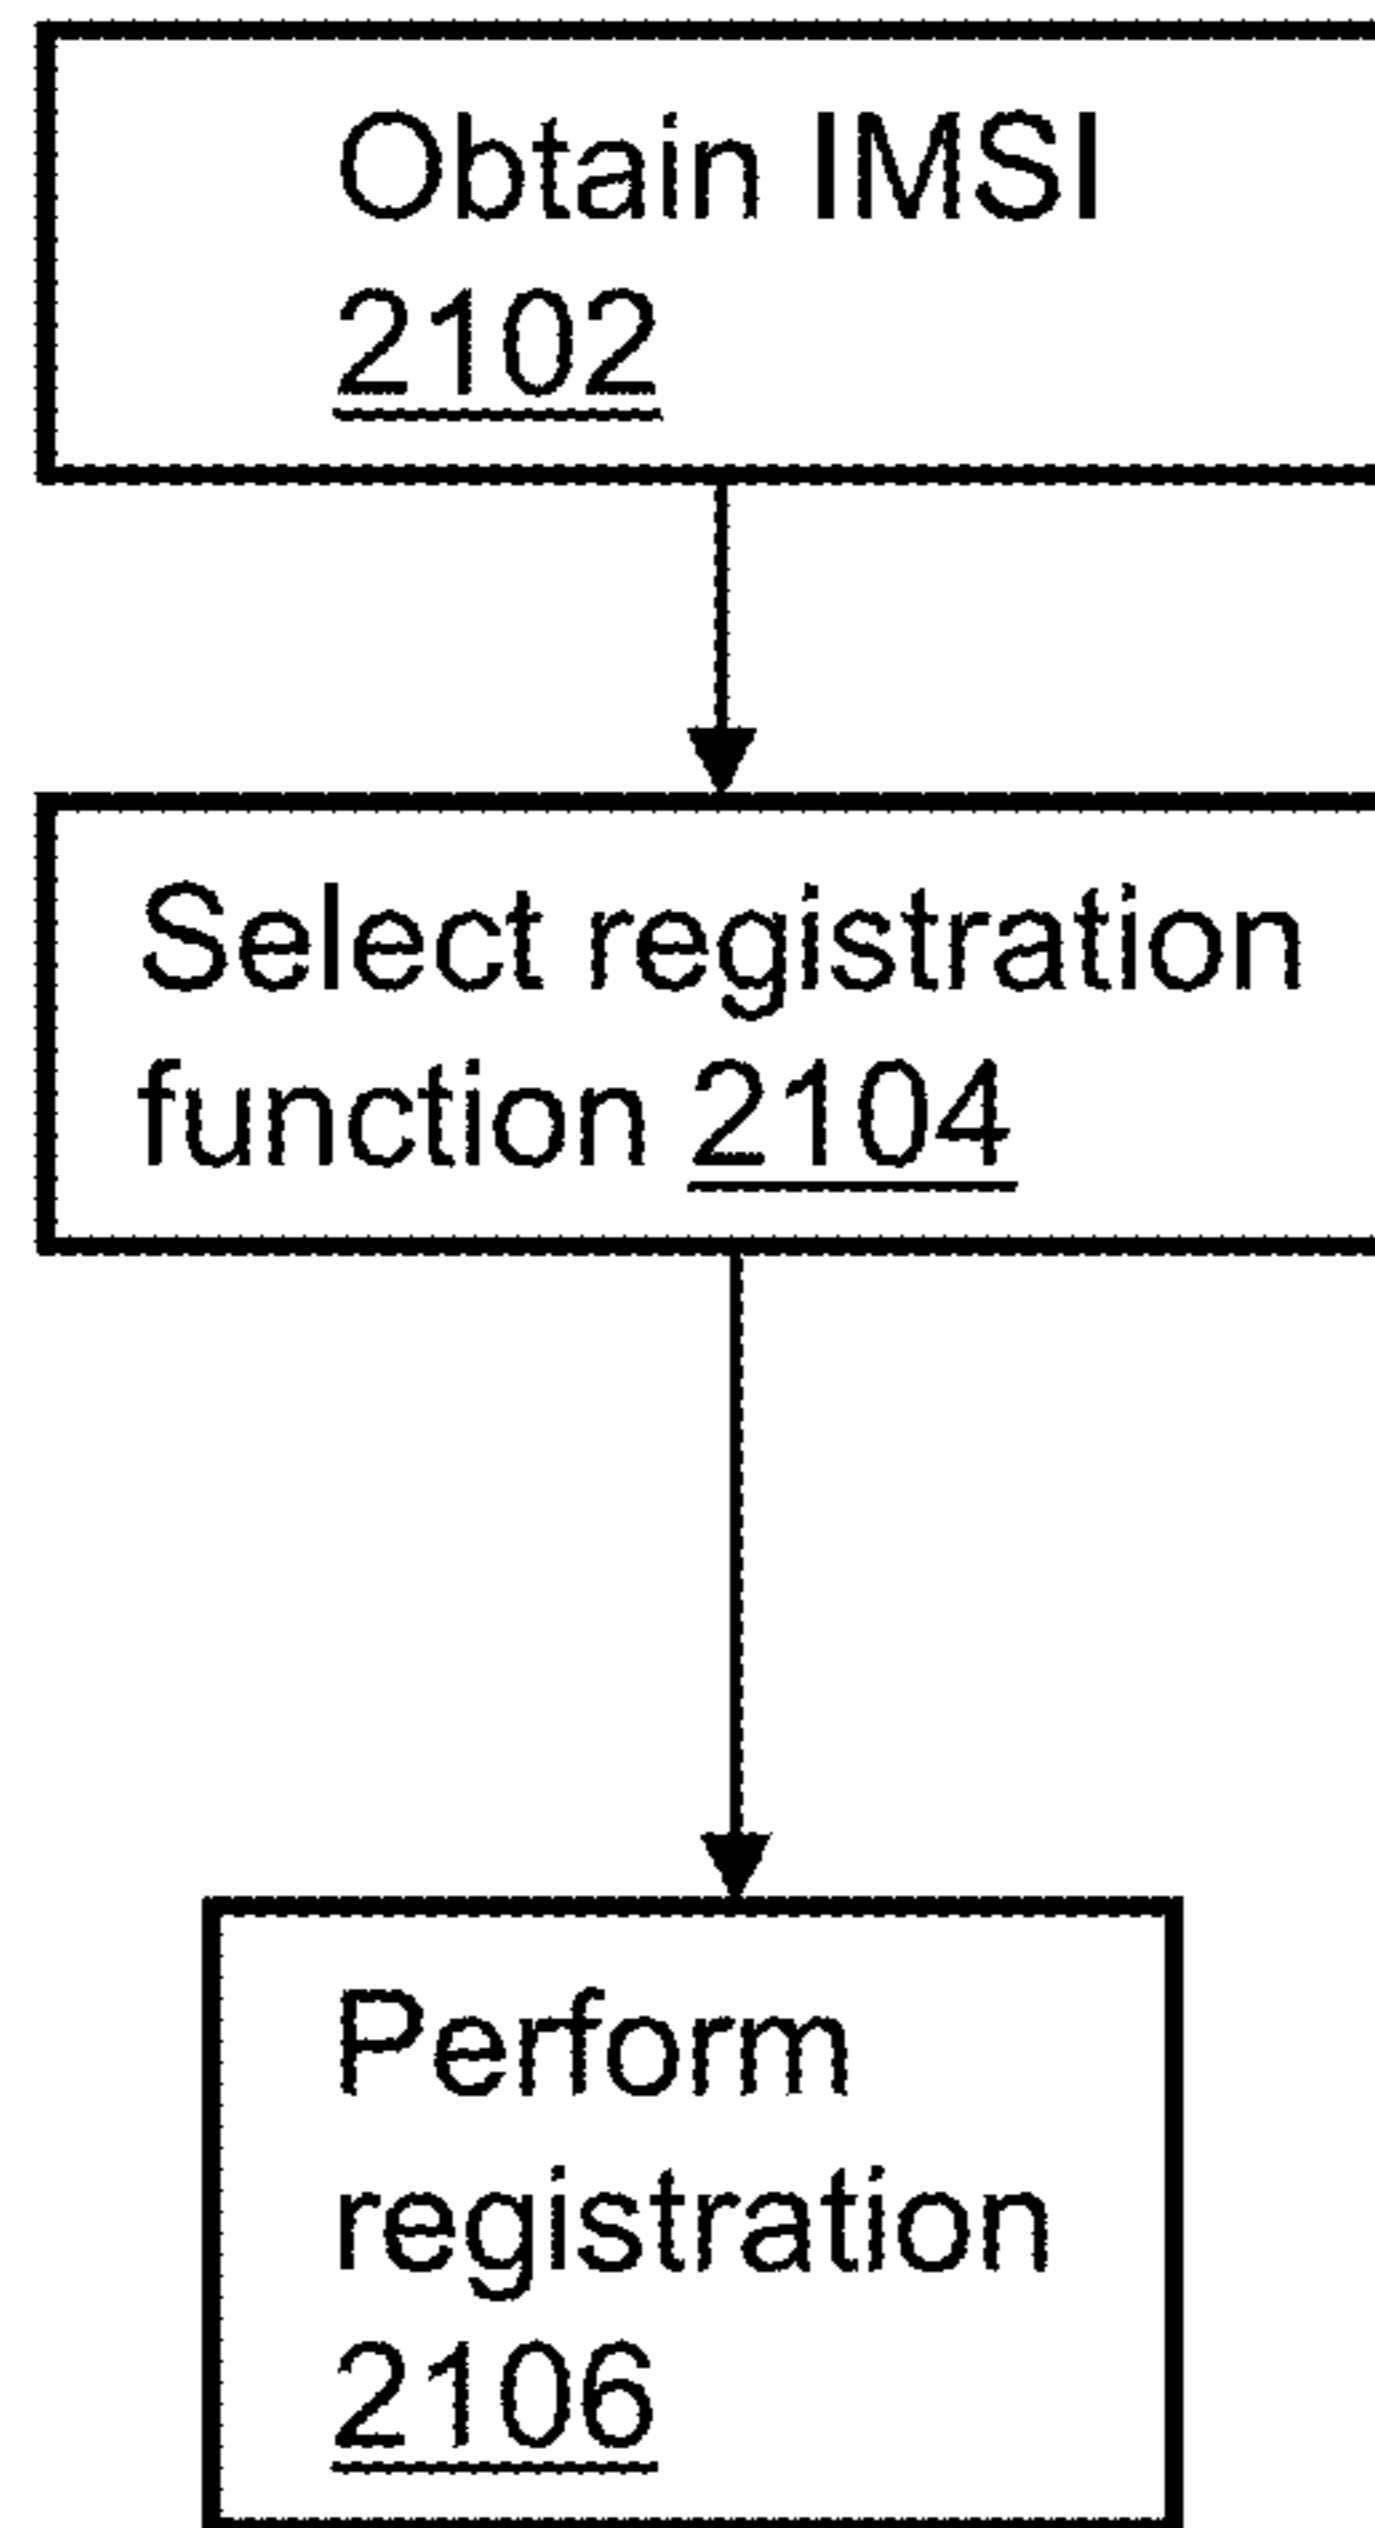 Obtain IMSI
2102
Select registration
function 2104
Perform
registration
2106